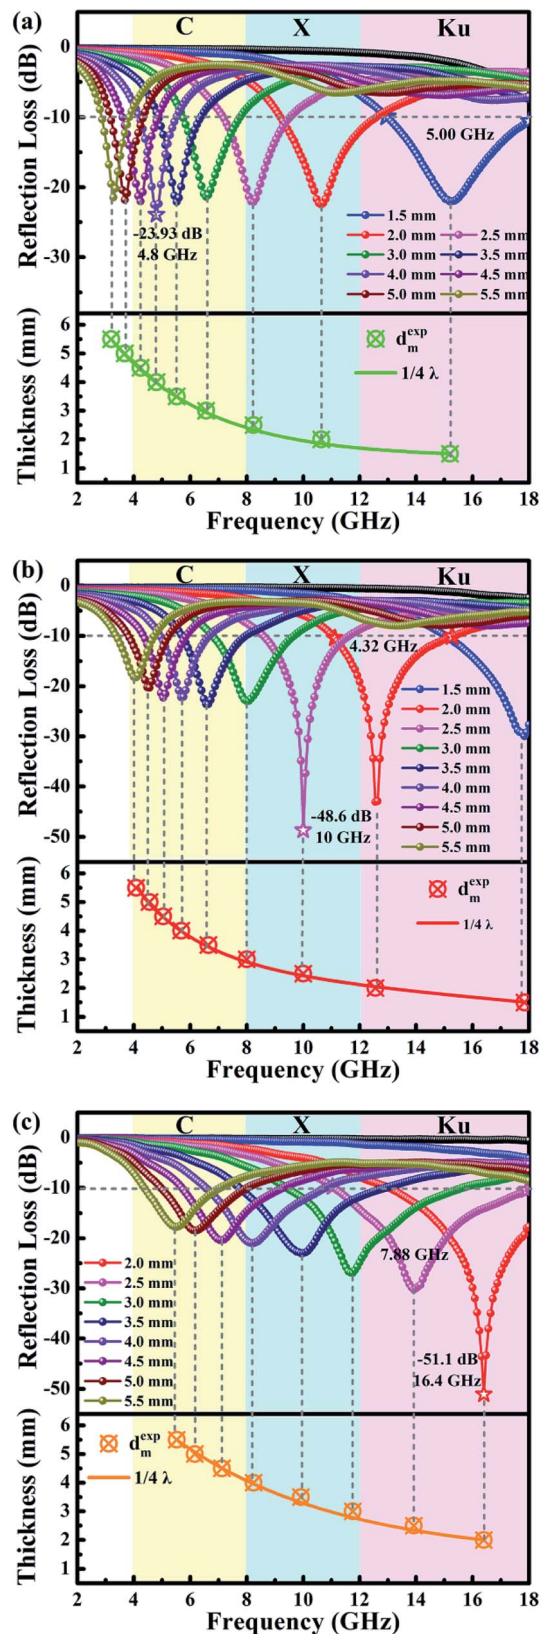 (a)
C X Ku
0
-10
-20
-30
Reflection Loss (dB)
5.00 GHz
-23.93 dB
4.8 GHz
1.5 mm
2.0 mm 2.5 mm
3.0 mm 3.5 mm
4.0 mm 4.5 mm
5.0 mm 5.5 mm
6
5
4
3
2
1
Thickness (mm)
d_m^exp
1/4 λ
2 4 6 8 10 12 14 16 18
Frequency (GHz)
(b)
C X Ku
0
-10
-20
-30
-40
-50
Reflection Loss (dB)
4.32 GHz
-48.6 dB
10 GHz
1.5 mm
2.0 mm
2.5 mm
3.0 mm
3.5 mm
4.0 mm
4.5 mm
5.0 mm
5.5 mm
6
5
4
3
2
1
Thickness (mm)
d_m^exp
1/4 λ
2 4 6 8 10 12 14 16 18
Frequency (GHz)
(c)
C X Ku
0
-10
-20
-30
-40
-50
Reflection Loss (dB)
7.88 GHz
-51.1 dB
16.4 GHz
2.0 mm
2.5 mm
3.0 mm
3.5 mm
4.0 mm
4.5 mm
5.0 mm
5.5 mm
6
5
4
3
2
1
Thickness (mm)
d_m^exp
1/4 λ
2 4 6 8 10 12 14 16 18
Frequency (GHz)